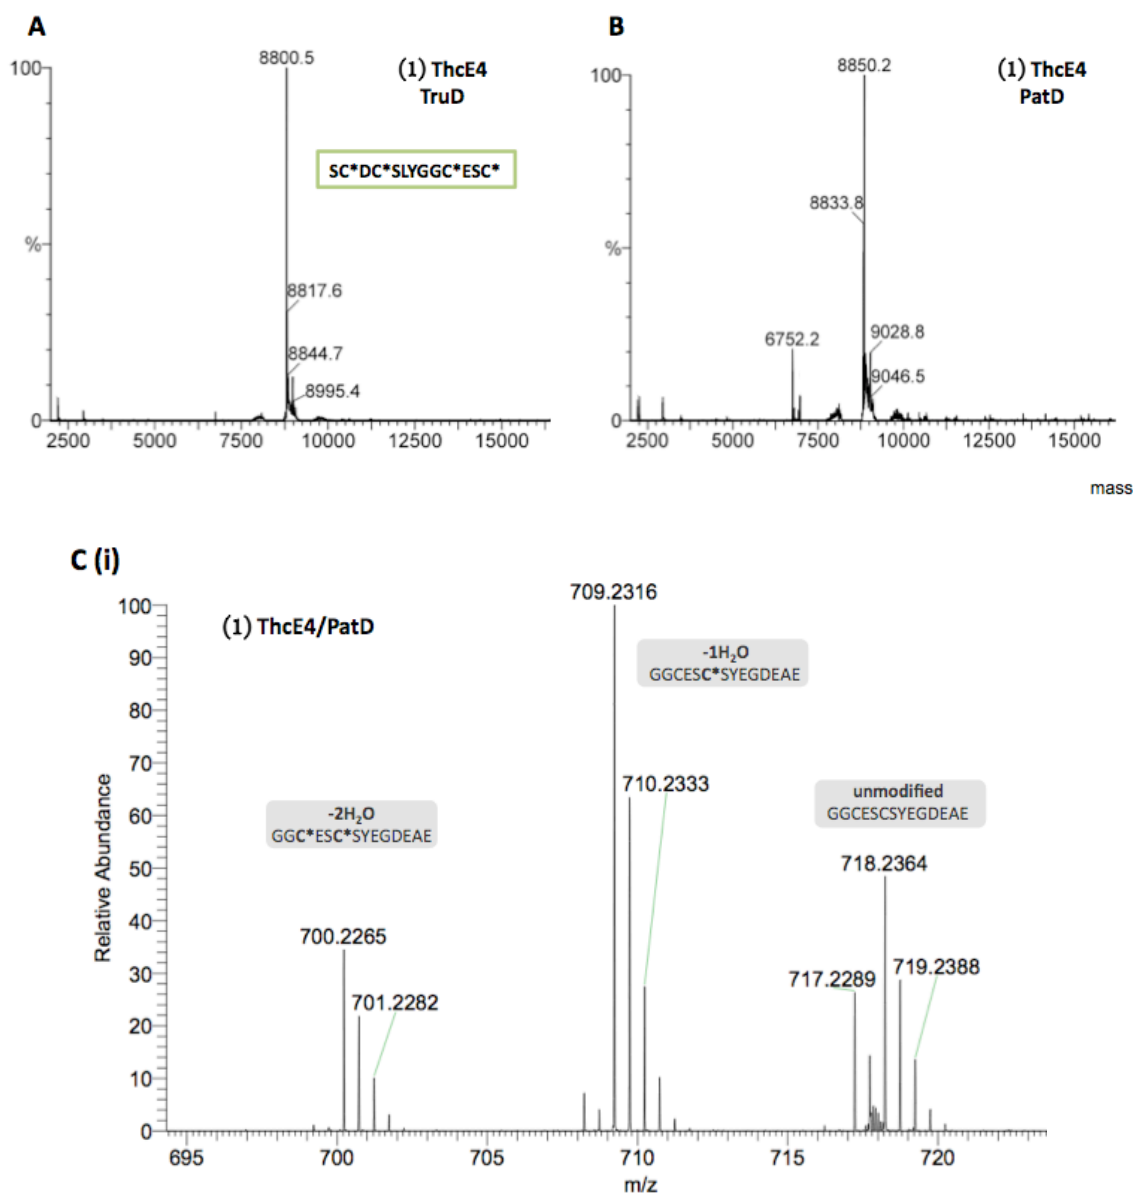 A
8800.5
100
(1) ThcE4
TruD
SC*DC*SLYGGC*ESC*
%
8817.6
8844.7
8995.4
0
2500 5000 7500 10000 12500 15000
B
8850.2
100
(1) ThcE4
PatD
8833.8
%
6752.2
9028.8
9046.5
0
2500 5000 7500 10000 12500 15000
mass
C (i)
709.2316
100
(1) ThcE4/PatD
-1H2O
GGCESC*SYEGDEAE
90
80
70
710.2333
unmodified
GGCESCSYEGDEAE
-2H2O
GGC*ESC*SYEGDEAE
60
50
718.2364
40
700.2265
717.2289
719.2388
30
701.2282
20
10
0
Relative Abundance
695 700 705 710 715 720
m/z